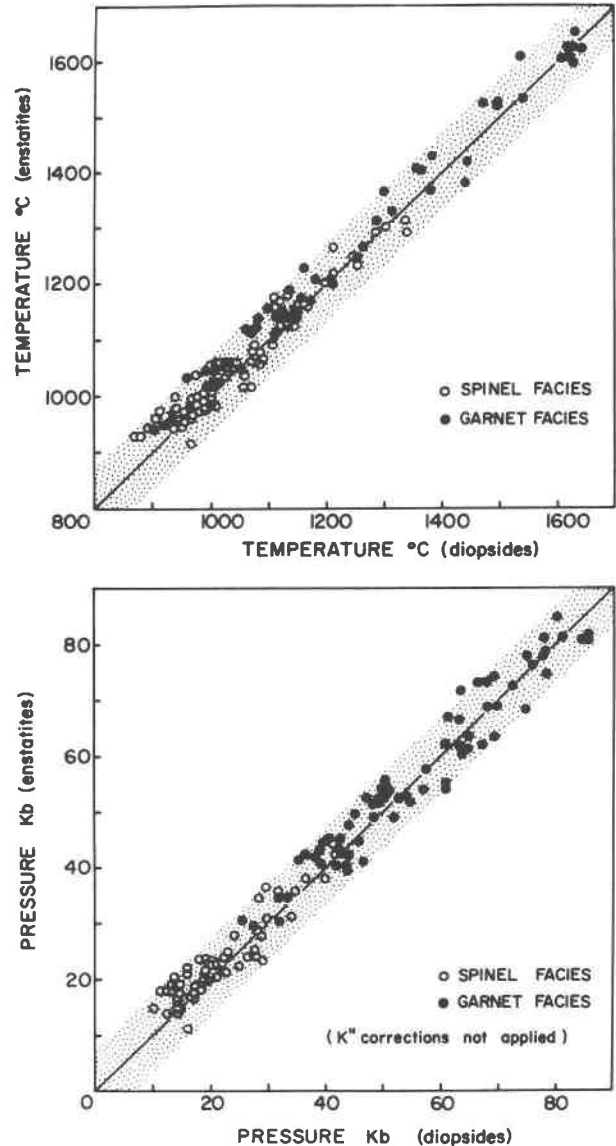 1600
1400
1200
1000
800
1000
1200
1400
1600
TEMPERATURE °C (enstatites)
TEMPERATURE °C (diopsides)
SPINEL FACIES
GARNET FACIES
80
60
40
20
0
20
40
60
80
PRESSURE Kb (enstatites)
PRESSURE Kb (diopsides)
SPINEL FACIES
GARNET FACIES
( K" corrections not applied )